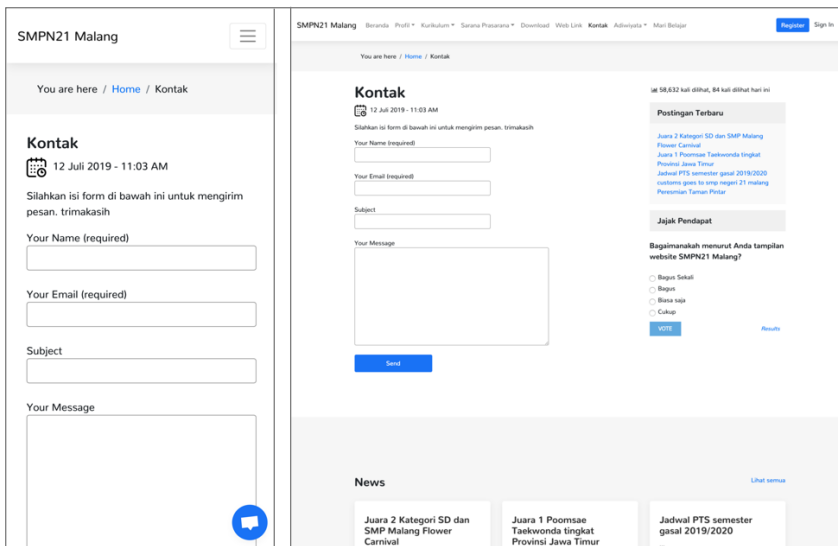 SMPN21 Malang
You are here / Home / Kontak
Kontak
12 Juli 2019 - 11:03 AM
Silahkan isi form di bawah ini untuk mengirim
pesan. trimakasih
Your Name (required)
Your Email (required)
Subject
Your Message
SMPN21 Malang Beranda Profil Kurikulum Sarana Prasarana Download Web Link Kontak Adiwiyata Mari Belajar Register Sign In
You are here / Home / Kontak
Kontak
12 Juli 2019 - 11:03 AM
Silahkan isi form di bawah ini untuk mengirim pesan. trimakasih
Your Name (required)
Your Email (required)
Subject
Your Message
Send
58,632 kali dilihat, 84 kali dilihat hari ini
Postingan Terbaru
Juara 2 Kategori SD dan SMP Malang
Flower Carnival
Juara 1 Poomsae Taekwonda tingkat
Provinsi Jawa Timur
Jadwal PTS semester gasal 2019/2020
customs goes to smp negeri 21 malang
Peresmian Taman Pintar
Jajak Pendapat
Bagaimanakah menurut Anda tampilan
website SMPN21 Malang?
Bagus Sekali
Bagus
Biasa saja
Cukup
VOTE Results
News Lihat semua
Juara 2 Kategori SD dan
SMP Malang Flower
Carnival
Juara 1 Poomsae
Taekwonda tingkat
Provinsi Jawa Timur
Jadwal PTS semester
gasal 2019/2020